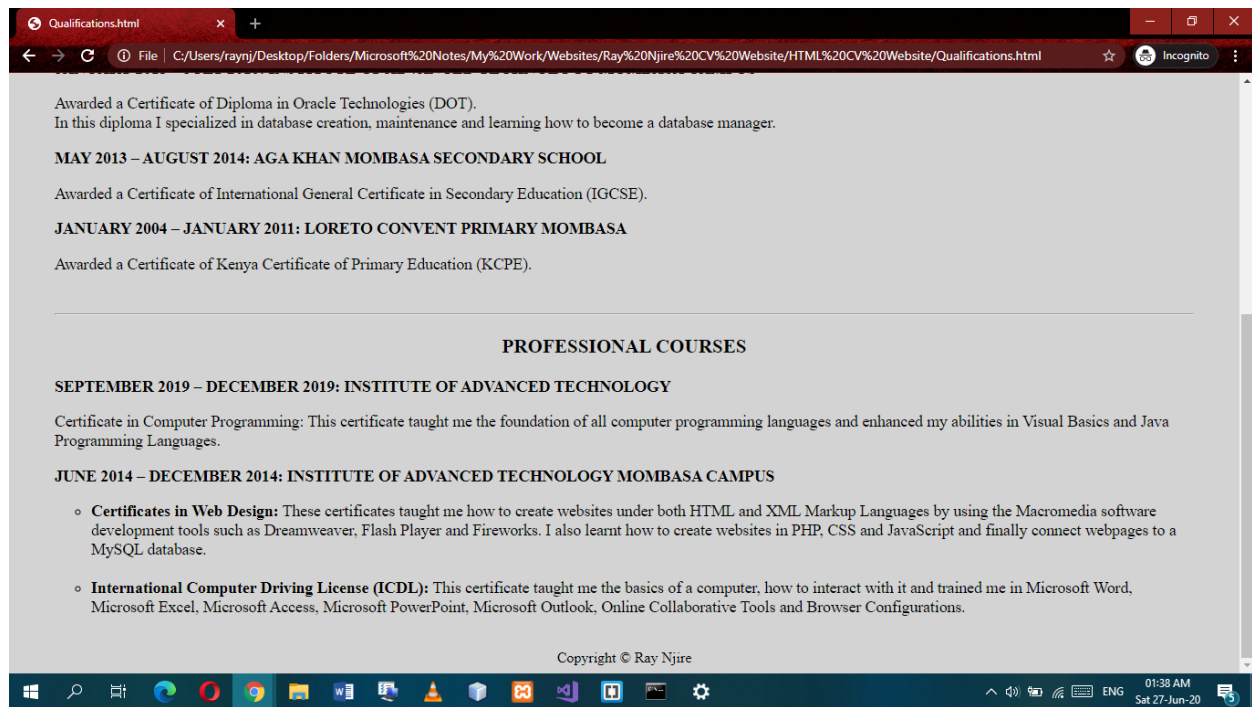 Qualifications.html
File
C:/Users/raynj/Desktop/Folders/Microsoft%20Notes/My%20Work/Websites/Ray%20Njire%20CV%20Website/HTML%20CV%20Website/Qualifications.html
Incognito
Awarded a Certificate of Diploma in Oracle Technologies (DOT).
In this diploma I specialized in database creation, maintenance and learning how to become a database manager.
MAY 2013 – AUGUST 2014: AGA KHAN MOMBASA SECONDARY SCHOOL
Awarded a Certificate of International General Certificate in Secondary Education (IGCSE).
JANUARY 2004 – JANUARY 2011: LORETO CONVENT PRIMARY MOMBASA
Awarded a Certificate of Kenya Certificate of Primary Education (KCPE).
PROFESSIONAL COURSES
SEPTEMBER 2019 – DECEMBER 2019: INSTITUTE OF ADVANCED TECHNOLOGY
Certificate in Computer Programming: This certificate taught me the foundation of all computer programming languages and enhanced my abilities in Visual Basics and Java
Programming Languages.
JUNE 2014 – DECEMBER 2014: INSTITUTE OF ADVANCED TECHNOLOGY MOMBASA CAMPUS
Certificates in Web Design: These certificates taught me how to create websites under both HTML and XML Markup Languages by using the Macromedia software
development tools such as Dreamweaver, Flash Player and Fireworks. I also learnt how to create websites in PHP, CSS and JavaScript and finally connect webpages to a
MySQL database.
International Computer Driving License (ICDL): This certificate taught me the basics of a computer, how to interact with it and trained me in Microsoft Word,
Microsoft Excel, Microsoft Access, Microsoft PowerPoint, Microsoft Outlook, Online Collaborative Tools and Browser Configurations.
Copyright © Ray Njire
ENG
01:38 AM
Sat 27-Jun-20
5